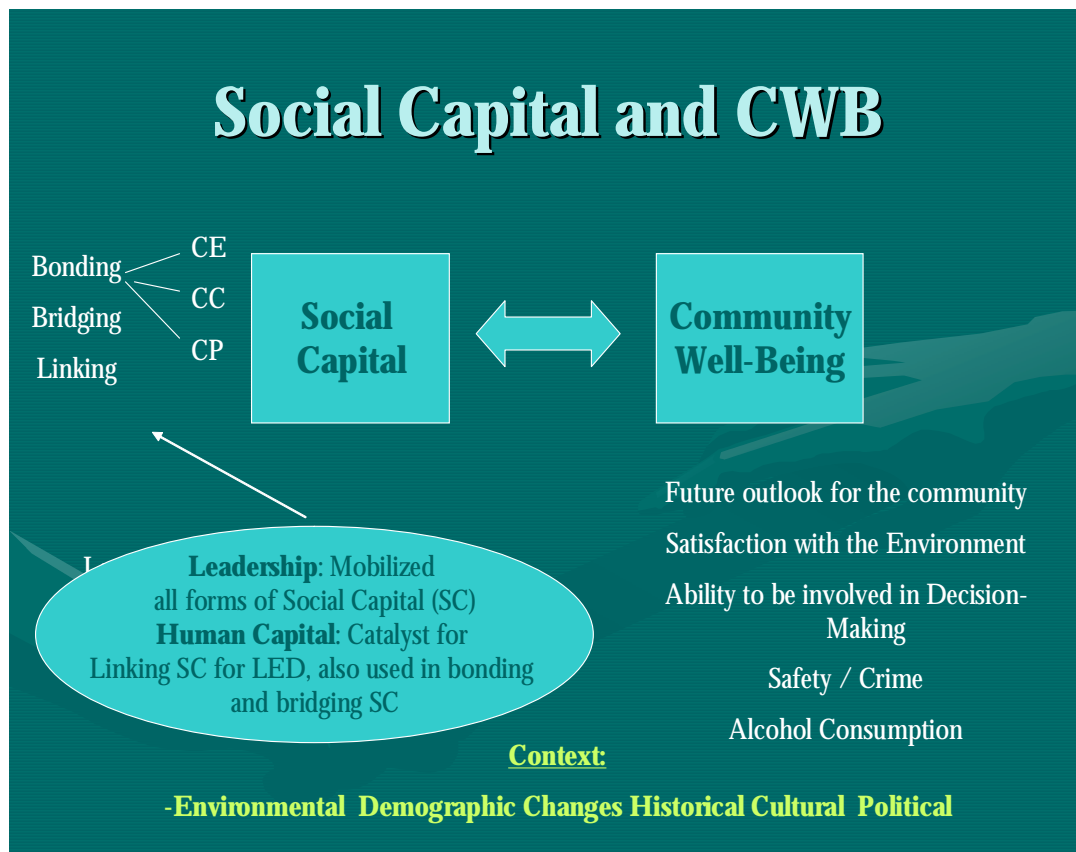 Social Capital and CWB
Bonding
Bridging
Linking
CE
CC
CP
Social
Capital
Community
Well-Being
Leadership: Mobilized
all forms of Social Capital (SC)
Human Capital: Catalyst for
Linking SC for LED, also used in bonding
and bridging SC
Future outlook for the community
Satisfaction with the Environment
Ability to be involved in Decision-
Making
Safety / Crime
Alcohol Consumption
Context:
-Environmental Demographic Changes Historical Cultural Political